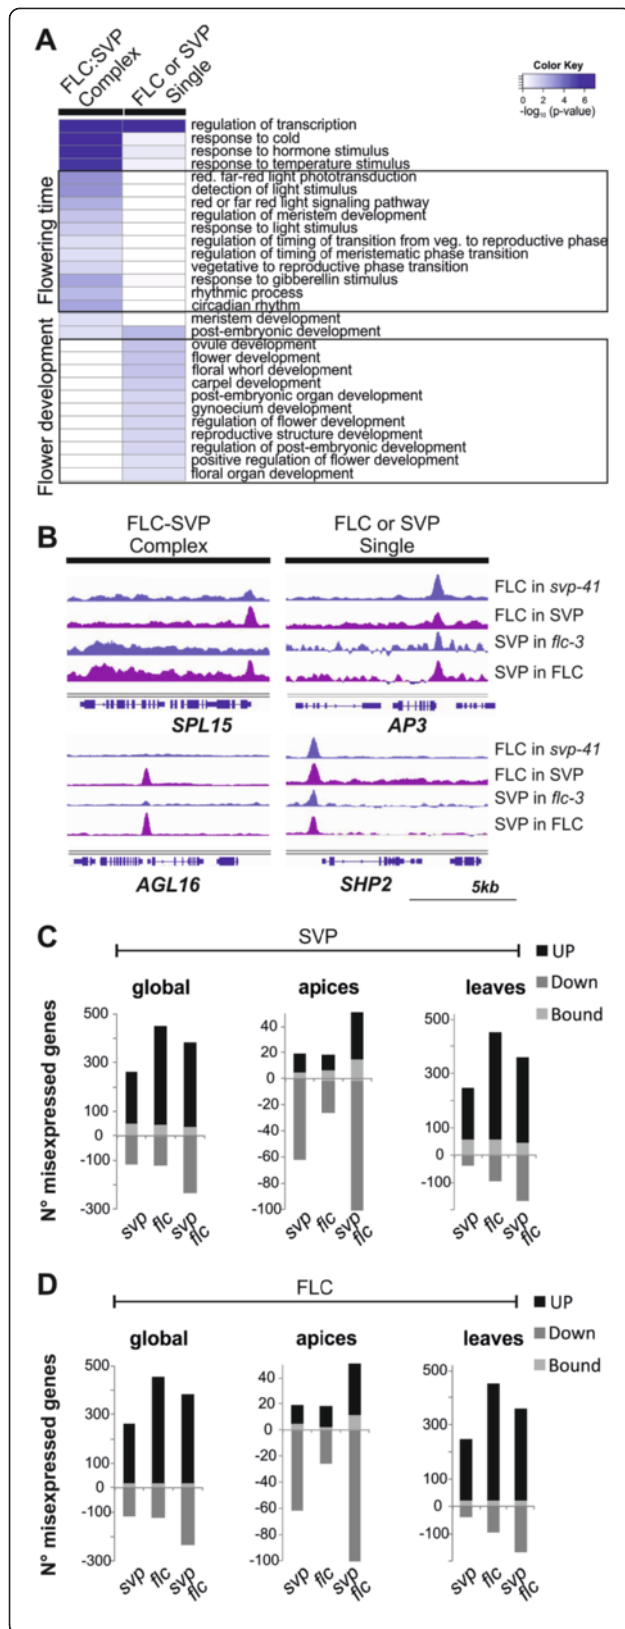 A
FLC:SVP
Complex
FLC or SVP
Single
Color Key
0 2 4 6
-log10 (p-value)
regulation of transcription
response to cold
response to hormone stimulus
response to temperature stimulus
Flowering time
red. far-red light phototransduction
detection of light stimulus
red or far red light signaling pathway
regulation of meristem development
response to light stimulus
regulation of timing of transition from veg. to reproductive phase
regulation of timing of meristematic phase transition
vegetative to reproductive phase transition
response to gibberellin stimulus
rhythmic process
circadian rhythm
meristem development
post-embryonic development
Flower development
ovule development
flower development
floral whorl development
carpel development
post-embryonic organ development
gynoecium development
regulation of flower development
reproductive structure development
regulation of post-embryonic development
positive regulation of flower development
floral organ development
B
FLC-SVP
Complex
FLC or SVP
Single
FLC in svp-41
FLC in SVP
SVP in flc-3
SVP in FLC
SPL15
AP3
FLC in svp-41
FLC in SVP
SVP in flc-3
SVP in FLC
AGL16
SHP2
5kb
C
SVP
UP
Down
Bound
N° misexpressed genes
global
500
300
100
0
-100
-300
svp
flc
svp
flc
apices
40
20
0
-20
-40
-60
-80
-100
svp
flc
svp
flc
leaves
500
300
100
0
-100
svp
flc
svp
flc
D
FLC
UP
Down
Bound
N° misexpressed genes
global
500
300
100
0
-100
-300
svp
flc
svp
flc
apices
40
20
0
-20
-40
-60
-80
-100
svp
flc
svp
flc
leaves
500
300
100
0
-100
svp
flc
svp
flc